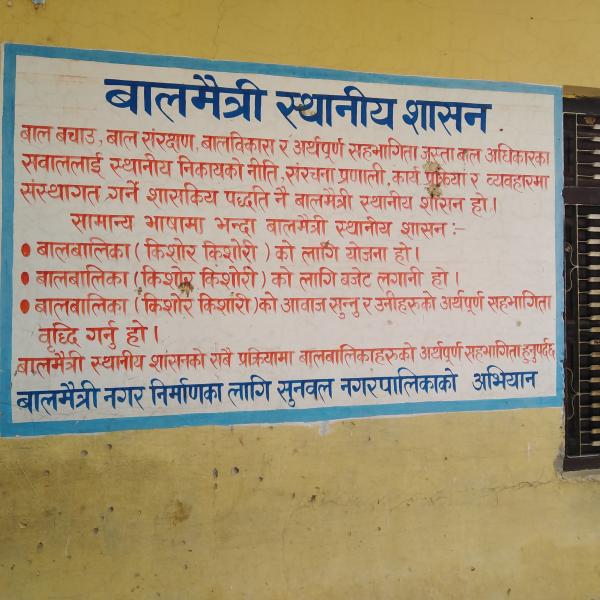 बालमैत्री स्थानीय शासन
बाल बचाउ, बाल संरक्षण, बालविकास र अर्थपूर्ण सहभागिता जस्ता बाल अधिकारका
सवाललाई स्थानीय निकायको नीति, संरचना प्रणाली, कार्य प्रक्रिया र व्यवहारमा
संस्थागत गर्ने शासकिय पद्धति नै बालमैत्री स्थानीय शासन हो।
सामान्य भाषामा भन्दा बालमैत्री स्थानीय शासन :-
• बालबालिका (किशोर किशोरी) को लागि योजना हो।
• बालबालिका (किशोर किशोरी) को लागि बजेट लगानी हो।
• बालबालिका (किशोर किशोरी) को आवाज सुन्नु र उनीहरुको अर्थपूर्ण सहभागिता
वृद्धि गर्नु हो।
बालमैत्री स्थानीय शासनको सबै प्रक्रियामा बालबालिकाहरुको अर्थपूर्ण सहभागिता हुनुपर्दछ
बालमैत्री नगर निर्माणका लागि सुनवल नगरपालिकाको अभियान